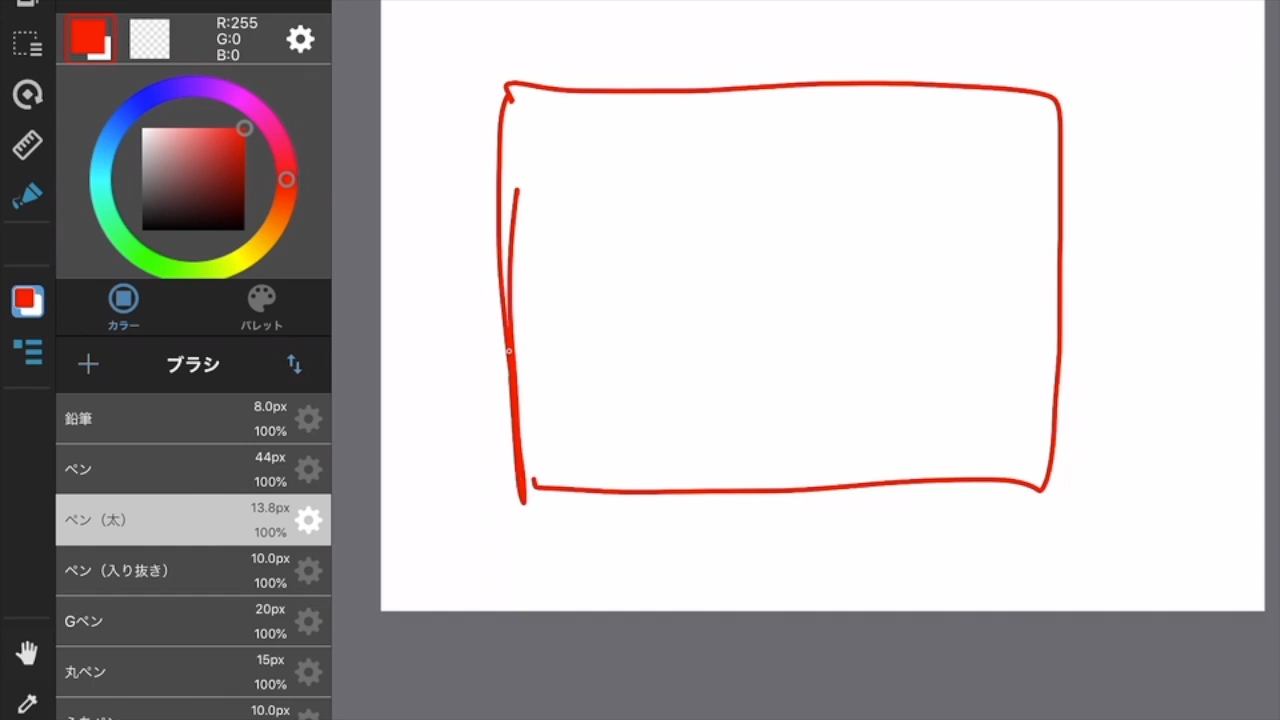 R:255
G:0
B:0
カラー
パレット
ブラシ
鉛筆
8.0px
100%
ペン
44px
100%
ペン（太）
13.8px
100%
ペン（入り抜き）
10.0px
100%
Gペン
20px
100%
丸ペン
15px
100%
10.0px